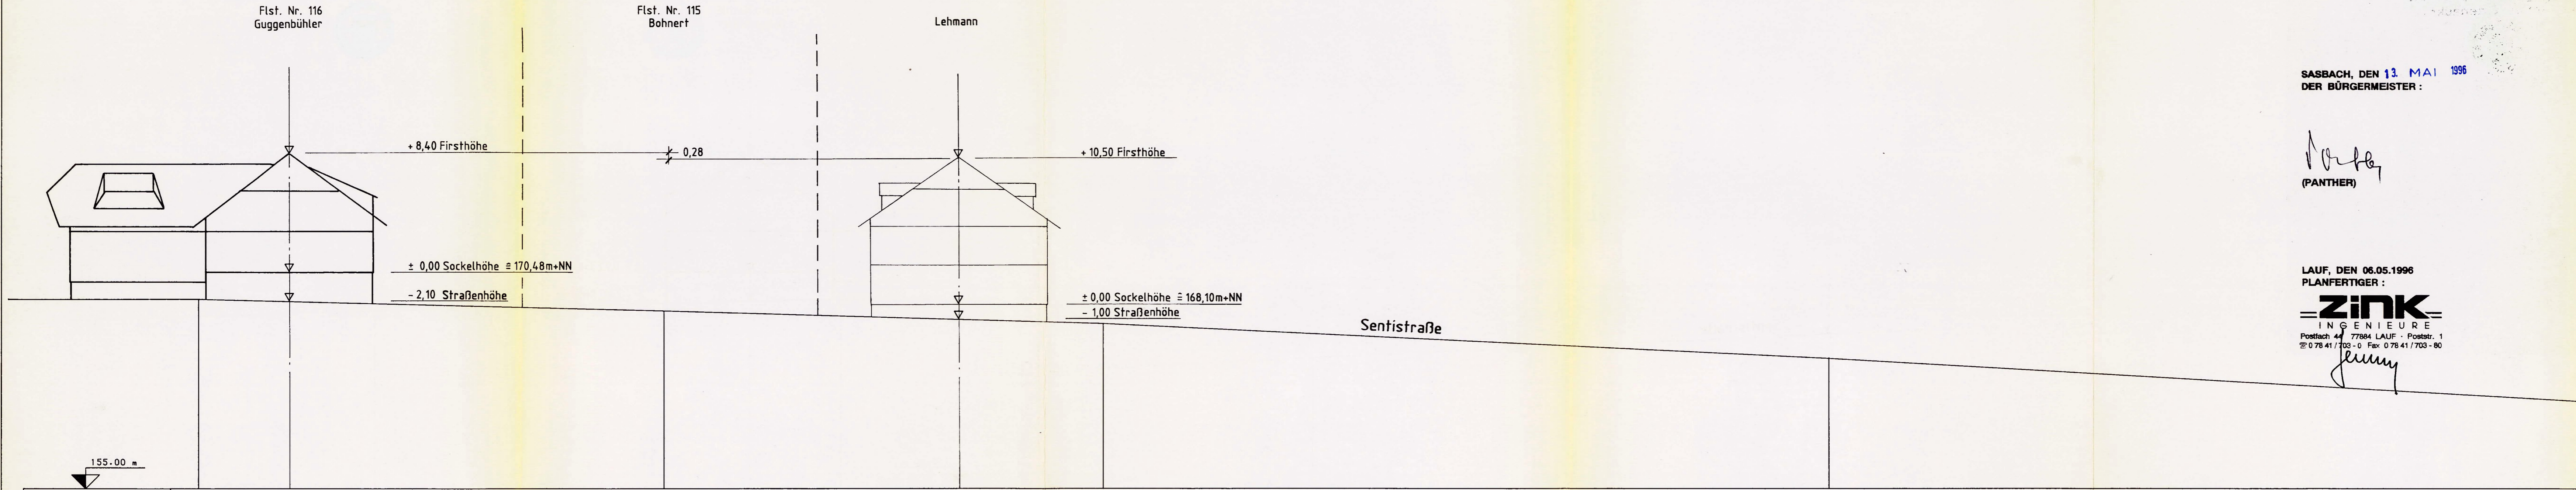 Flst. Nr. 116
Guggenbühler
Flst. Nr. 115
Bohnert
Lehmann
+ 8,40 Firsthöhe
0,28
+ 10,50 Firsthöhe
± 0,00 Sockelhöhe ≙ 170,48m+NN
- 2,10 Straßenhöhe
± 0,00 Sockelhöhe ≙ 168,10m+NN
- 1,00 Straßenhöhe
Sentistraße
155.00 m
SASBACH, DEN 13. MAI 1996
DER BÜRGERMEISTER :
(PANTHER)
LAUF, DEN 06.05.1996
PLANFERTIGER :
ZINK
INGENIEURE
Postfach 44 77884 LAUF · Poststr. 1
☏ 0 78 41 / 703 - 0 Fax 0 78 41 / 703 - 80